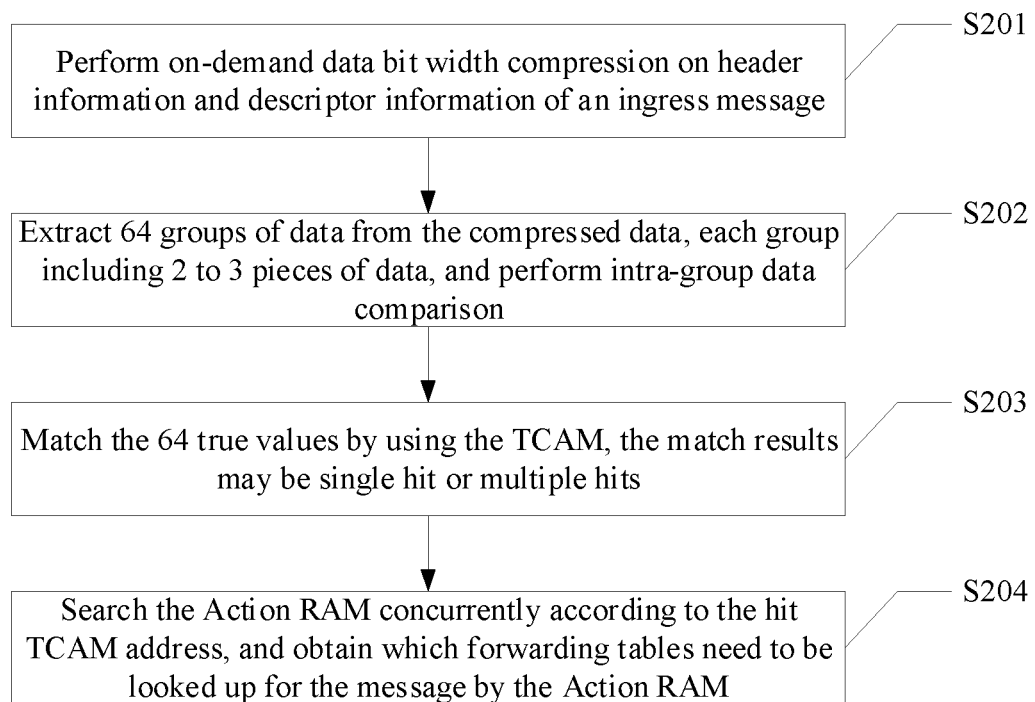 S201
Perform on-demand data bit width compression on header
information and descriptor information of an ingress message
S202
Extract 64 groups of data from the compressed data, each group
including 2 to 3 pieces of data, and perform intra-group data
comparison
S203
Match the 64 true values by using the TCAM, the match results
may be single hit or multiple hits
S204
Search the Action RAM concurrently according to the hit
TCAM address, and obtain which forwarding tables need to be
looked up for the message by the Action RAM